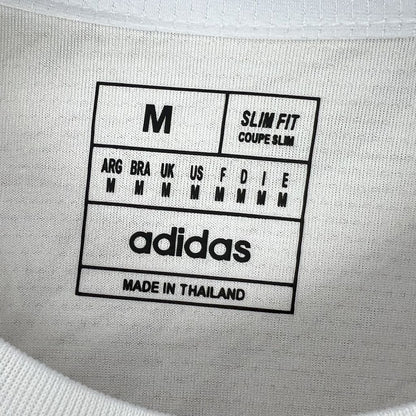 M
SLIM FIT
COUPE SLIM
ARG BRA UK US F D I E
M M M M M M M M
adidas
MADE IN THAILAND